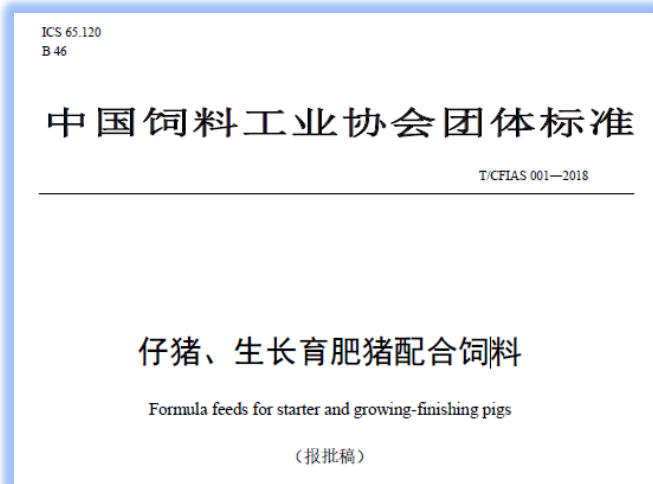 ICS 65.120
B 46
中国饲料工业协会团体标准
T/CFIAS 001—2018
仔猪、生长育肥猪配合饲料
Formula feeds for starter and growing-finishing pigs
（报批稿）